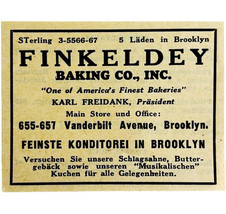 STerling 3-5566-67 5 Läden in Brooklyn
FINKELDEY
BAKING CO., INC.
"One of America's Finest Bakeries"
KARL FREIDANK, Präsident
Main Store und Office:
655-657 Vanderbilt Avenue, Brooklyn.
FEINSTE KONDITOREI IN BROOKLYN
Versuchen Sie unsere Schlagsahne, Butter-
gebäck sowie unseren "Musikalischen"
Kuchen für alle Gelegenheiten.